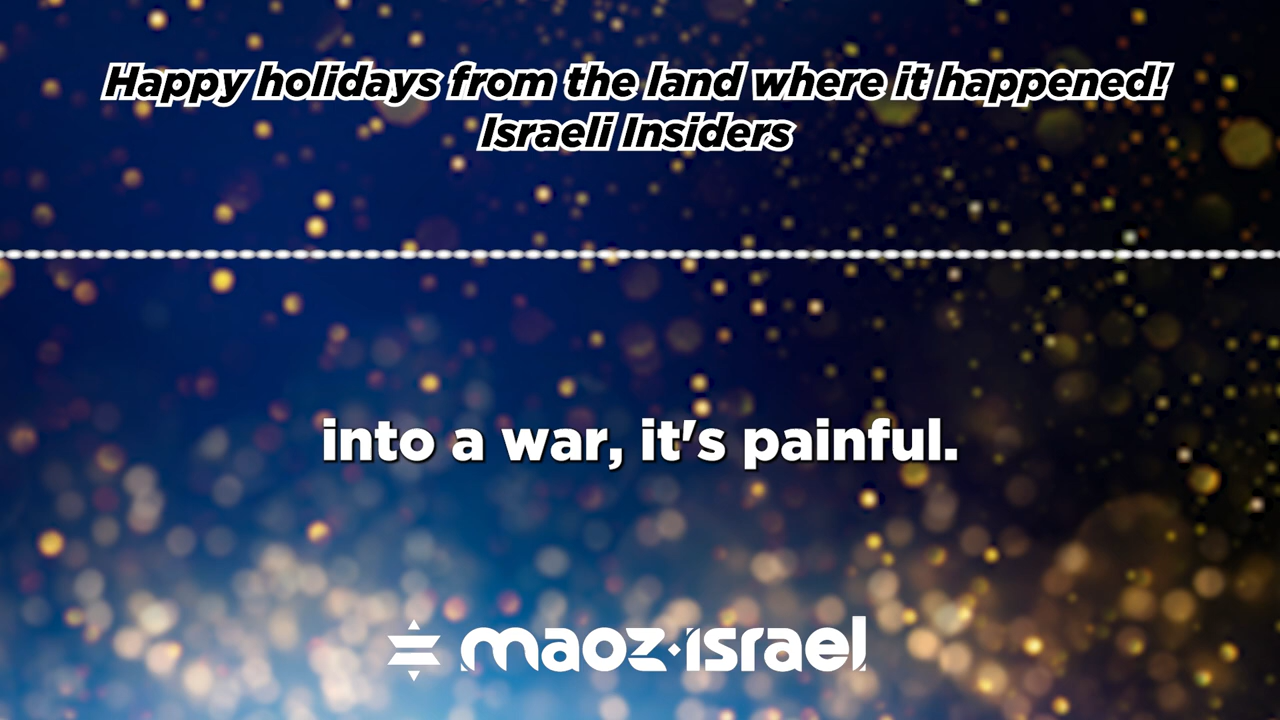 Happy holidays from the land where it happened!
Israeli Insiders
into a war, it's painful.
maoz·israel